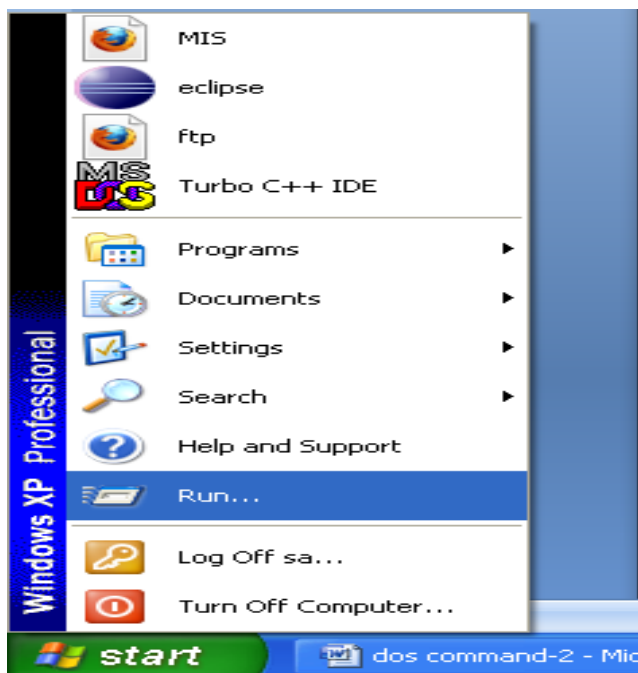 MIS
eclipse
ftp
MS
DOS
Turbo C++ IDE
Programs
Documents
Settings
Search
Help and Support
Run...
Log Off sa...
Turn Off Computer...
Windows XP Professional
start
dos command-2 - Mic